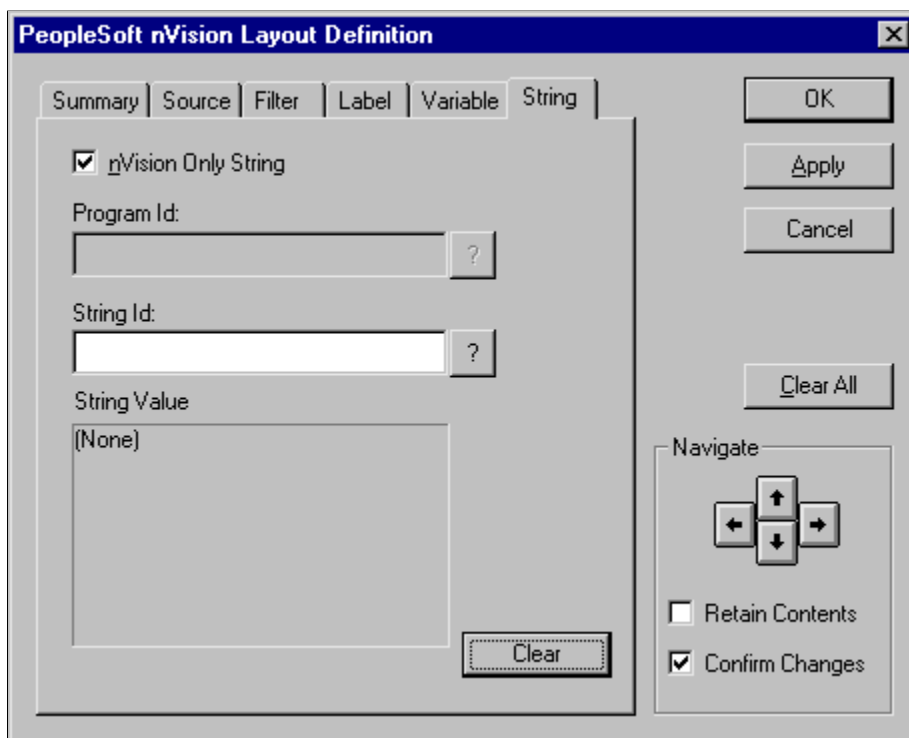 PeopleSoft nVision Layout Definition
Summary Source Filter Label Variable String
nVision Only String
Program Id:
?
String Id:
?
String Value
(None)
Clear
OK
Apply
Cancel
Clear All
Navigate
Retain Contents
Confirm Changes